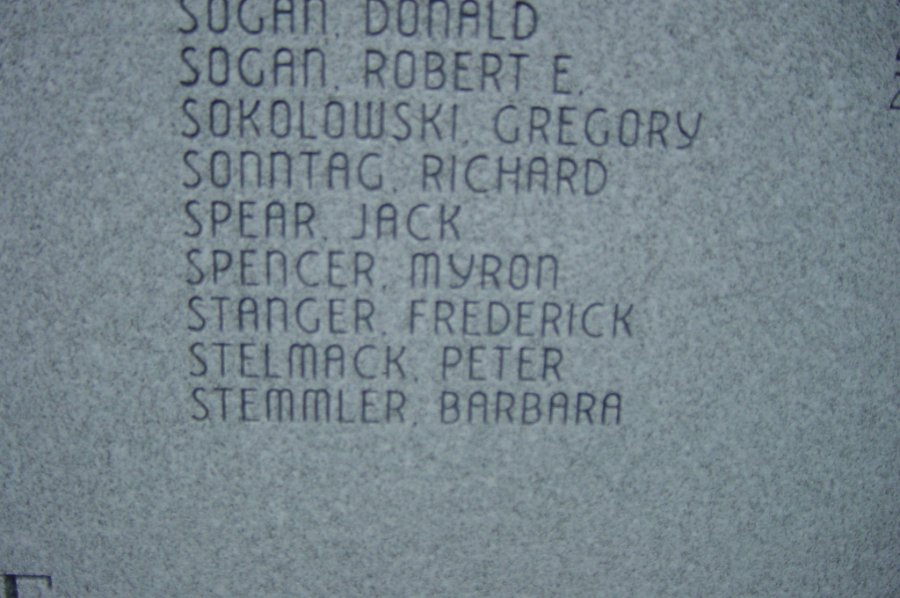 SOGAN, DONALD
SOGAN, ROBERT E.
SOKOLOWSKI, GREGORY
SONNTAG, RICHARD
SPEAR, JACK
SPENCER, MYRON
STANGER, FREDERICK
STELMACK, PETER
STEMMLER, BARBARA